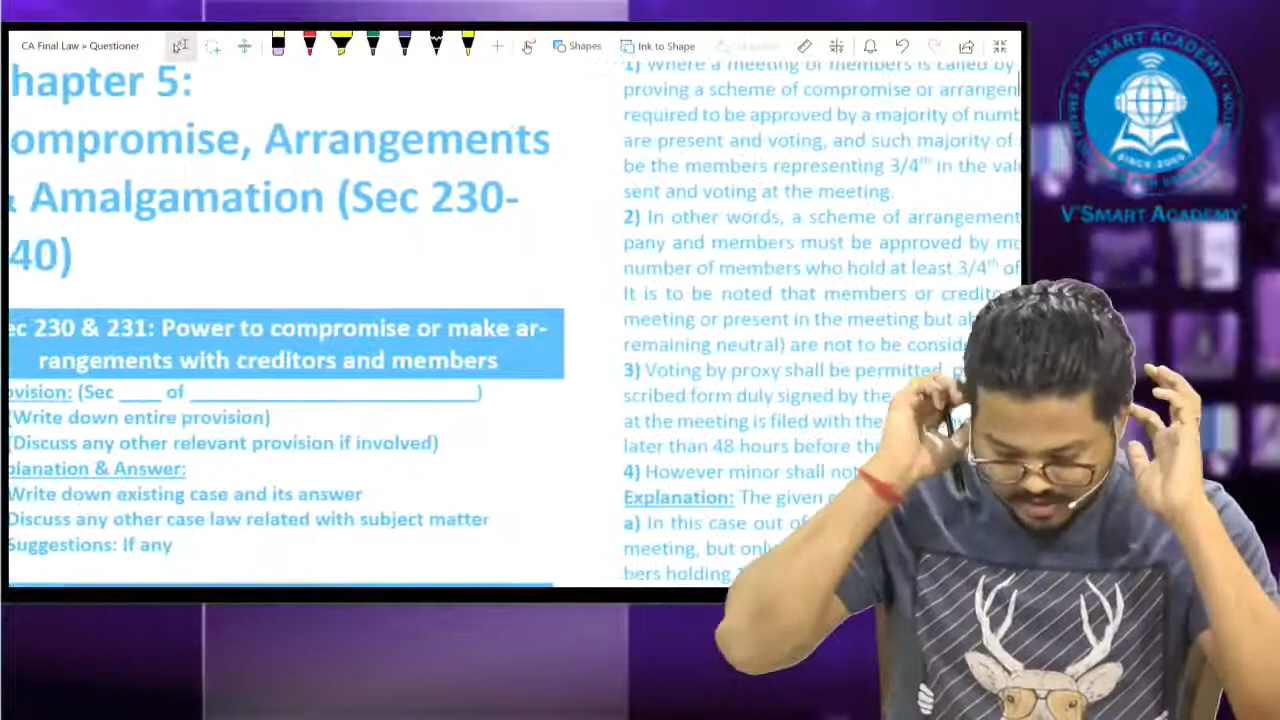 CA Final Law » Questioner
Shapes
Ink to Shape
hapter 5:
ompromise, Arrangements
Amalgamation (Sec 230-
40)
ec 230 & 231: Power to compromise or make ar-
rangements with creditors and members
ovision: (Sec ____ of ______________________________)
(Write down entire provision)
(Discuss any other relevant provision if involved)
planation & Answer:
Write down existing case and its answer
Discuss any other case law related with subject matter
Suggestions: If any
1) Where a meeting of members is called by
proving a scheme of compromise or arrangen
required to be approved by a majority of numb
are present and voting, and such majority of
be the members representing 3/4th in the val
sent and voting at the meeting.
2) In other words, a scheme of arrangement
pany and members must be approved by mo
number of members who hold at least 3/4th of
It is to be noted that members or credito
meeting or present in the meeting but ab
remaining neutral) are not to be consid
3) Voting by proxy shall be permitted, p
scribed form duly signed by the
at the meeting is filed with the
later than 48 hours before the
4) However minor shall not
Explanation: The given
a) In this case out of
meeting, but only
bers holding
V'SMART ACADEMY
SINCE 2009
V'SMART ACADEMY